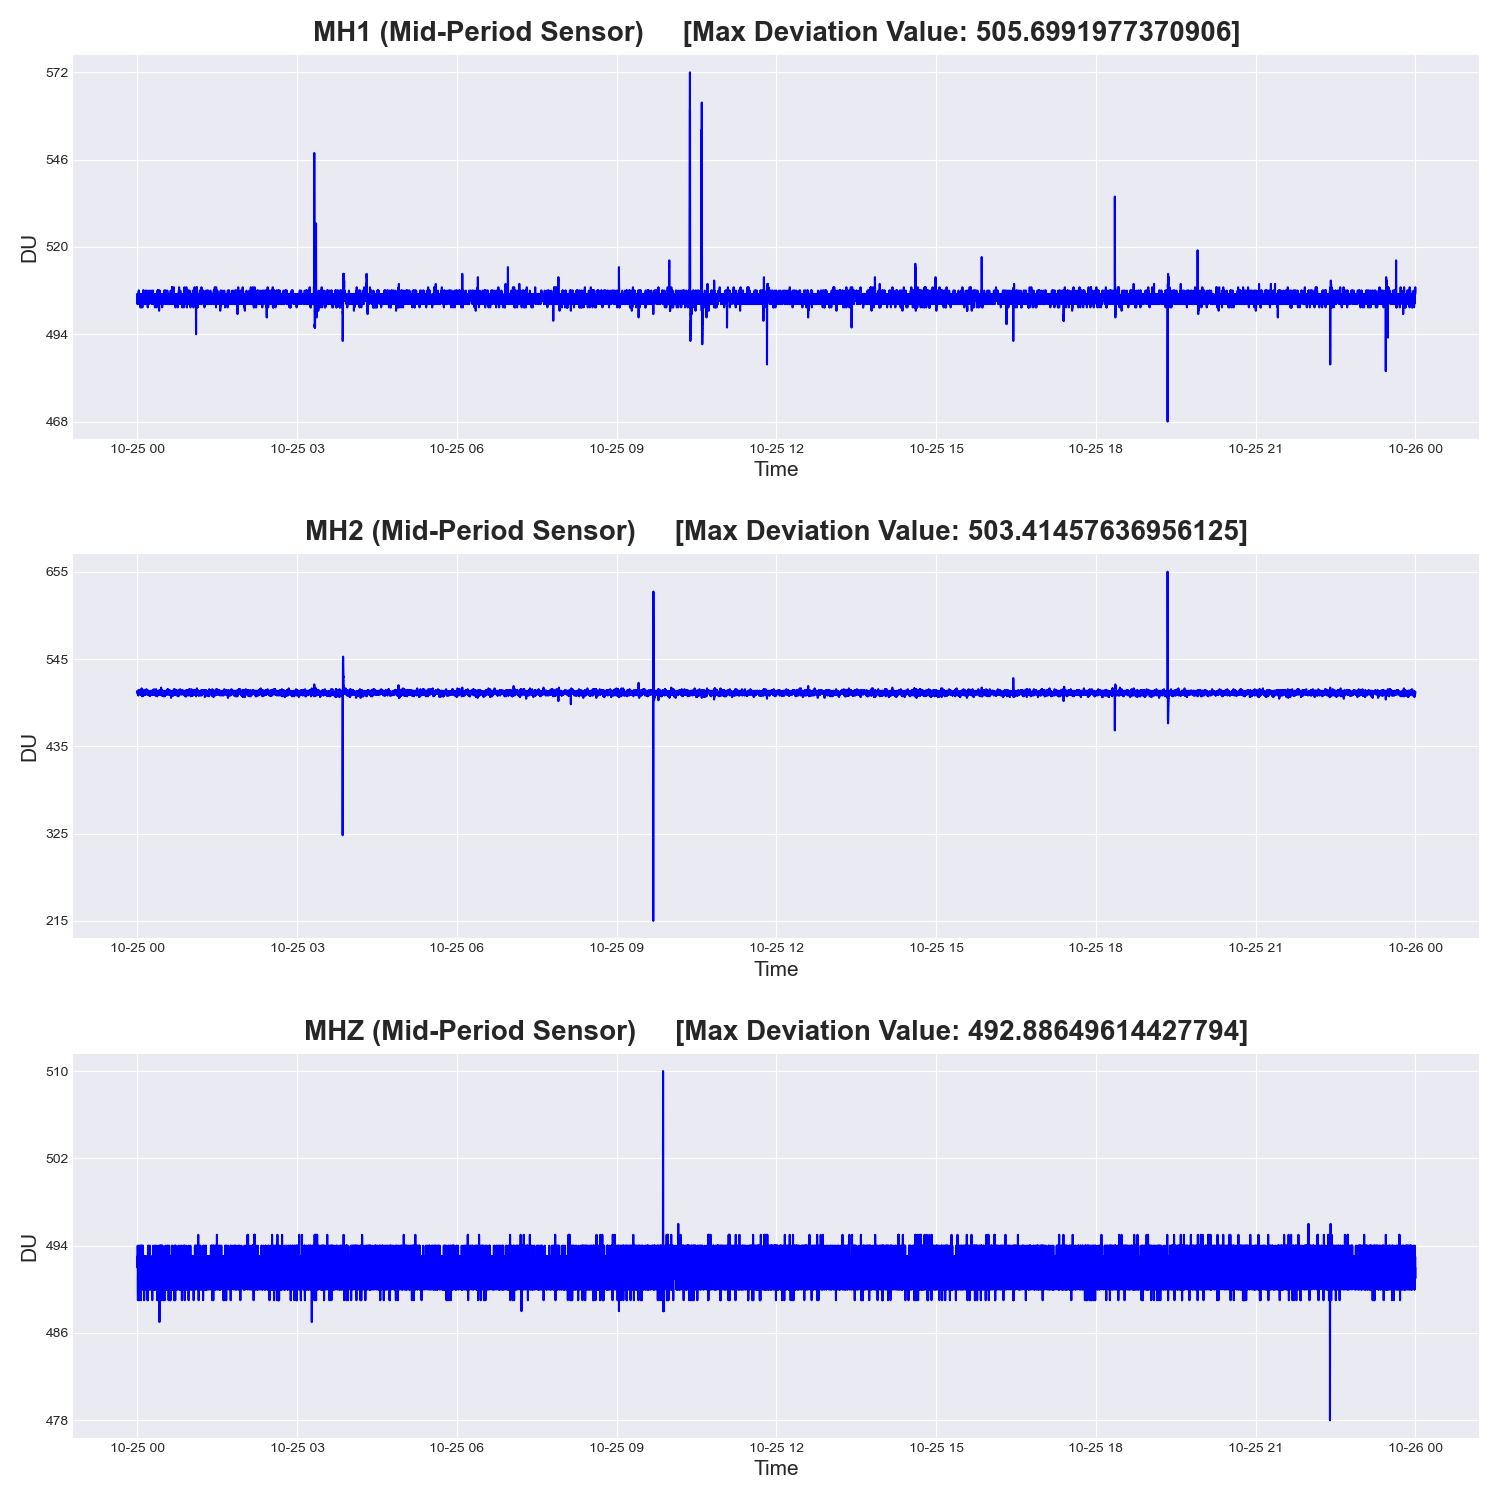 MH1 (Mid-Period Sensor) [Max Deviation Value: 505.6991977370906]
572
546
520
494
468
DU
10-25 00 10-25 03 10-25 06 10-25 09 10-25 12 10-25 15 10-25 18 10-25 21 10-26 00
Time
MH2 (Mid-Period Sensor) [Max Deviation Value: 503.41457636956125]
655
545
435
325
215
DU
10-25 00 10-25 03 10-25 06 10-25 09 10-25 12 10-25 15 10-25 18 10-25 21 10-26 00
Time
MHZ (Mid-Period Sensor) [Max Deviation Value: 492.88649614427794]
510
502
494
486
478
DU
10-25 00 10-25 03 10-25 06 10-25 09 10-25 12 10-25 15 10-25 18 10-25 21 10-26 00
Time